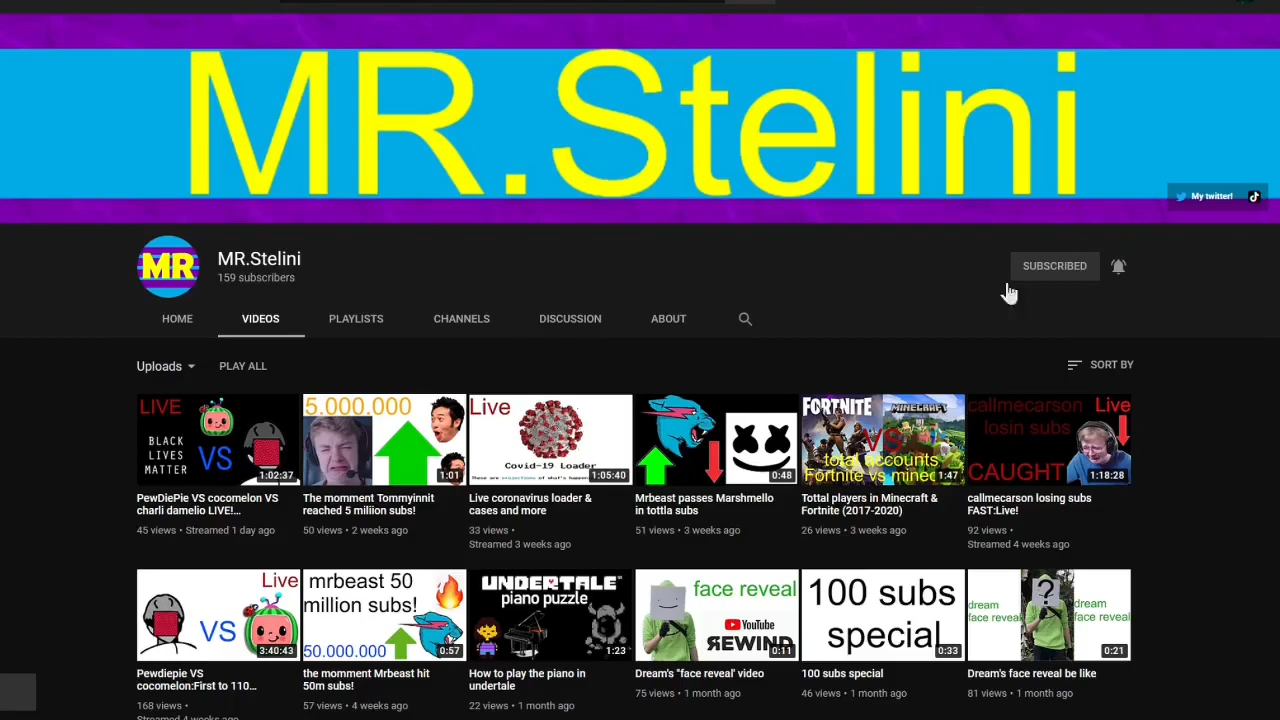 MR.Stelini
My twitter!
MR
MR.Stelini
159 subscribers
SUBSCRIBED
HOME
VIDEOS
PLAYLISTS
CHANNELS
DISCUSSION
ABOUT
Uploads
PLAY ALL
SORT BY
LIVE
BLACK
LIVES
MATTER
VS
1:02:37
5.000.000
1:01
Live
Covid-19 Loader
1:05:40
0:48
FORTNITE
MINECRAFT
VS
total accounts
Fortnite vs minec
1:47
callmecarson Live
losin subs
CAUGHT
1:18:28
PewDiePie VS cocomelon VS
charli damelio LIVE!...
45 views • Streamed 1 day ago
The momment Tommyinnit
reached 5 miliion subs!
50 views • 2 weeks ago
Live coronavirus loader &
cases and more
33 views •
Streamed 3 weeks ago
Mrbeast passes Marshmello
in tottla subs
51 views • 3 weeks ago
Tottal players in Minecraft &
Fortnite (2017-2020)
26 views • 3 weeks ago
callmecarson losing subs
FAST:Live!
92 views •
Streamed 4 weeks ago
Live
VS
3:40:43
mrbeast 50
million subs!
50.000.000
0:57
UNDERTALE
piano puzzle
1:23
face reveal
YouTube
REWIND
0:11
100 subs
special
0:33
dream
face reveal
?
dream
face reveal
0:21
Pewdiepie VS
cocomelon:First to 110...
168 views •
Streamed 4 weeks ago
the momment Mrbeast hit
50m subs!
57 views • 4 weeks ago
How to play the piano in
undertale
22 views • 1 month ago
Dream's "face reveal' video
75 views • 1 month ago
100 subs special
46 views • 1 month ago
Dream's face reveal be like
81 views • 1 month ago